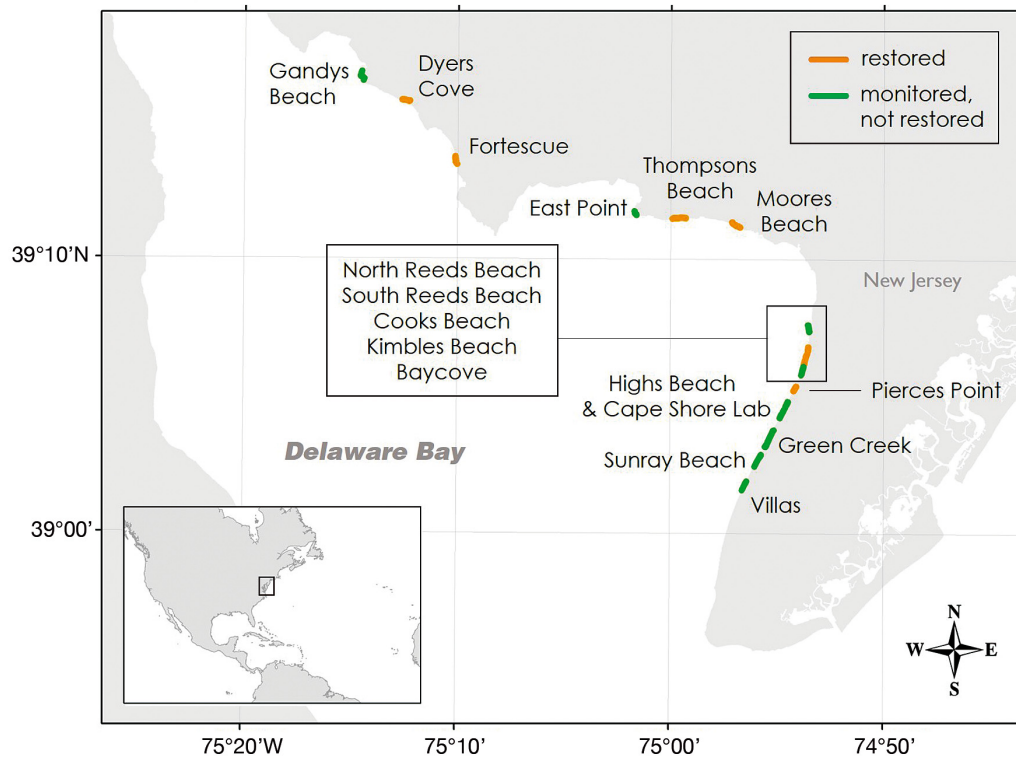 Gandys
Beach
Dyers
Cove
restored
monitored,
not restored
Fortescue
Thompsons
Beach
Moores
Beach
East Point
39°10'N
North Reeds Beach
South Reeds Beach
Cooks Beach
Kimbles Beach
Baycove
New Jersey
Highs Beach
& Cape Shore Lab
Pierces Point
Delaware Bay
Green Creek
Sunray Beach
Villas
39°00'
N
W
E
S
75°20'W
75°10'
75°00'
74°50'